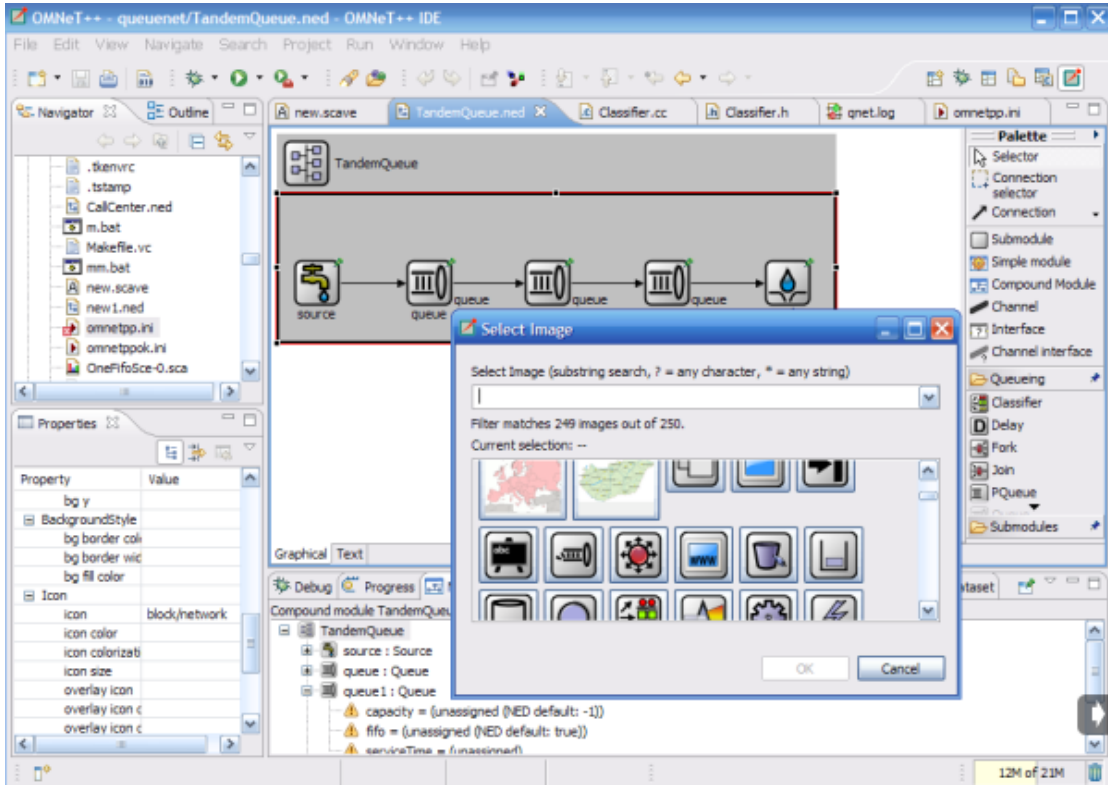 OMNeT++ - queuenet/TandemQueue.ned - OMNeT++ IDE
File Edit View Navigate Search Project Run Window Help
Navigator Outline
.tkenvrc
.tstamp
CallCenter.ned
m.bat
Makefile.vc
mm.bat
new.scave
new1.ned
omnetpp.ini
omnetppok.ini
OneFifoSce-0.sca
Properties
Property Value
bg y
BackgroundStyle
bg border col
bg border wid
bg fill color
Icon
icon block/network
icon color
icon colorizati
icon size
overlay icon
overlay icon c
overlay icon c
new.scave TandemQueue.ned Classifier.cc Classifier.h qnet.log omnetpp.ini
TandemQueue
source
queue
queue
queue
queue
Graphical Text
Palette
Selector
Connection
selector
Connection
Submodule
Simple module
Compound Module
Channel
Interface
Channel interface
Queueing
Classifier
Delay
Fork
Join
PQueue
Submodules
Select Image
Select Image (substring search, ? = any character, * = any string)
Filter matches 249 images out of 250.
Current selection: --
abc
www
OK Cancel
Debug Progress
Dataset
Compound module TandemQueu
TandemQueue
source : Source
queue : Queue
queue1 : Queue
capacity = (unassigned (NED default: -1))
fifo = (unassigned (NED default: true))
serviceTime = (unassigned)
12M of 21M